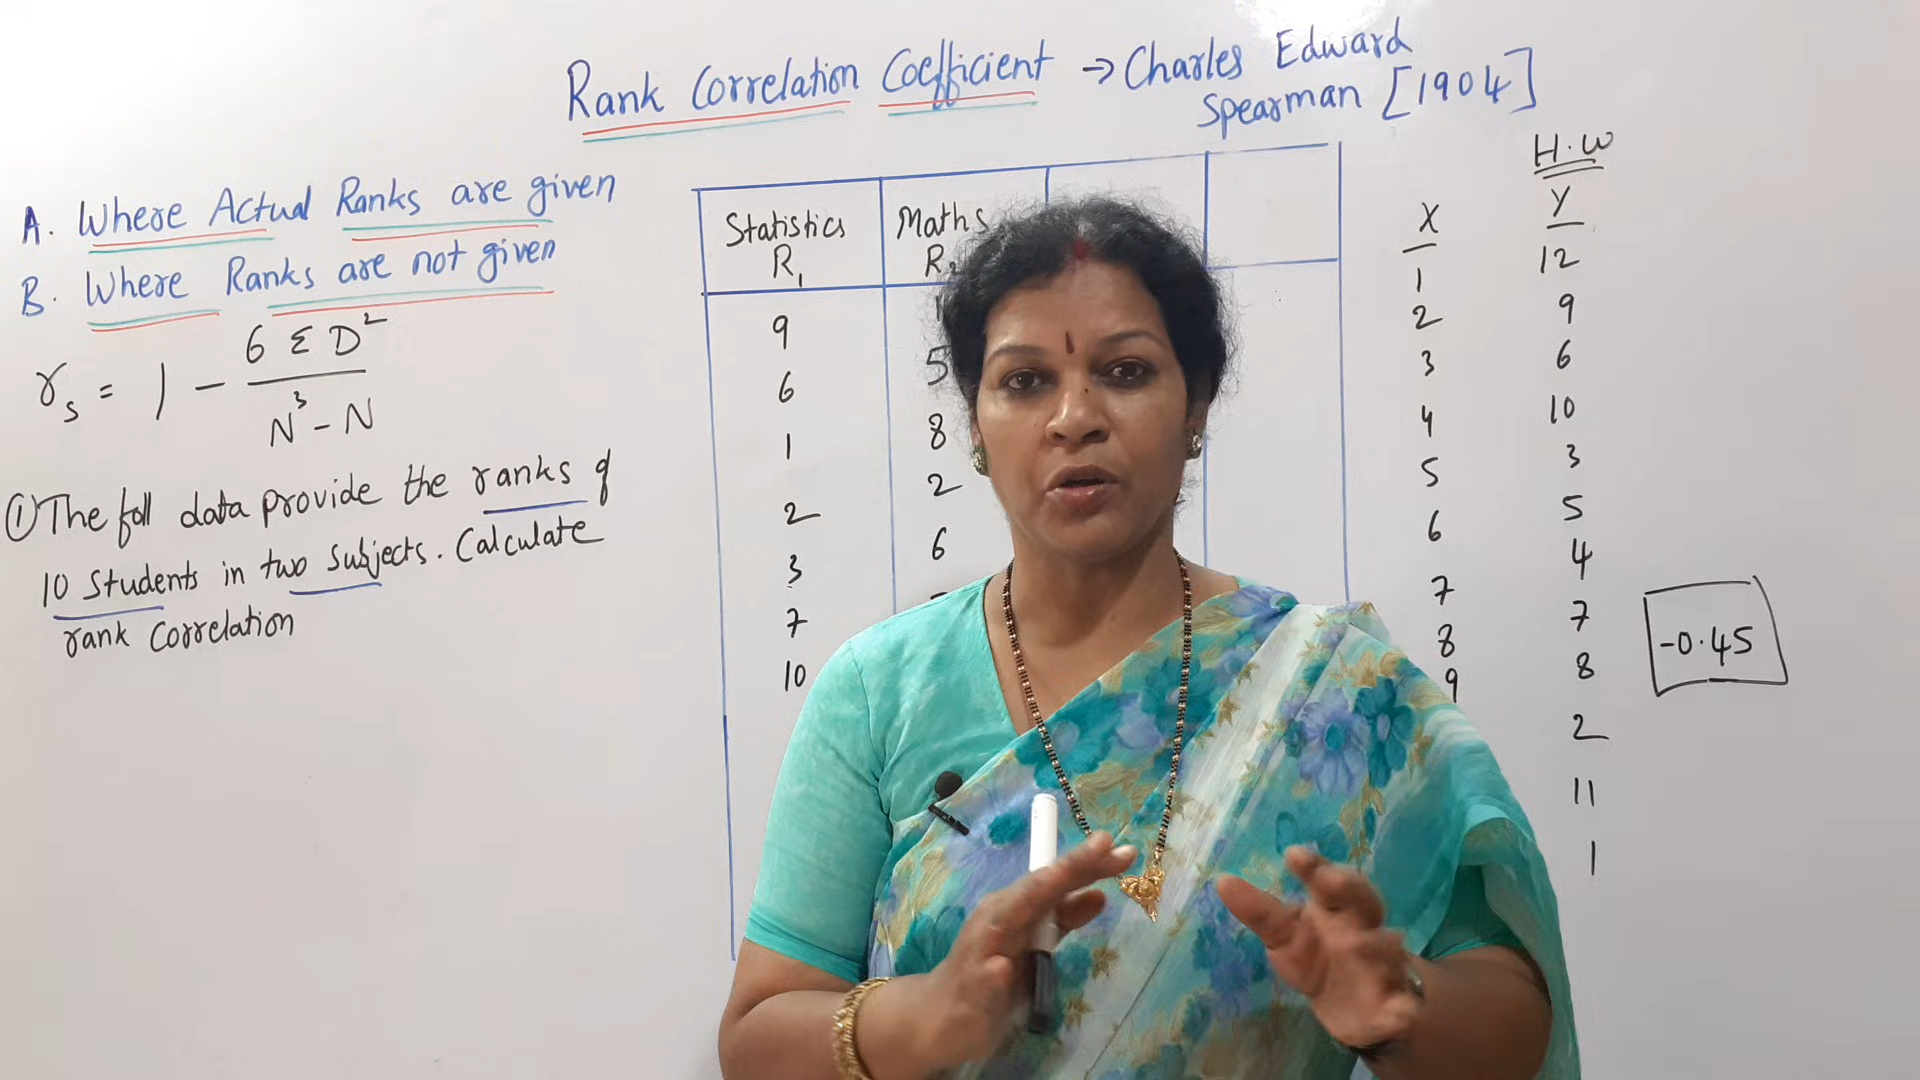 Rank Correlation Coefficient → Charles Edward
Spearman [1904]
A. Where Actual Ranks are given
B. Where Ranks are not given
r_s = 1 - 6 Σ D² / N³ - N
① The foll data provide the ranks of
10 Students in two Subjects. Calculate
rank Correlation
Statistics
R₁
9
6
1
2
3
7
10
Maths
5
8
2
6
H.W
X
1
2
3
4
5
6
7
8
9
Y
12
9
6
10
3
5
4
7
8
2
11
1
-0.45